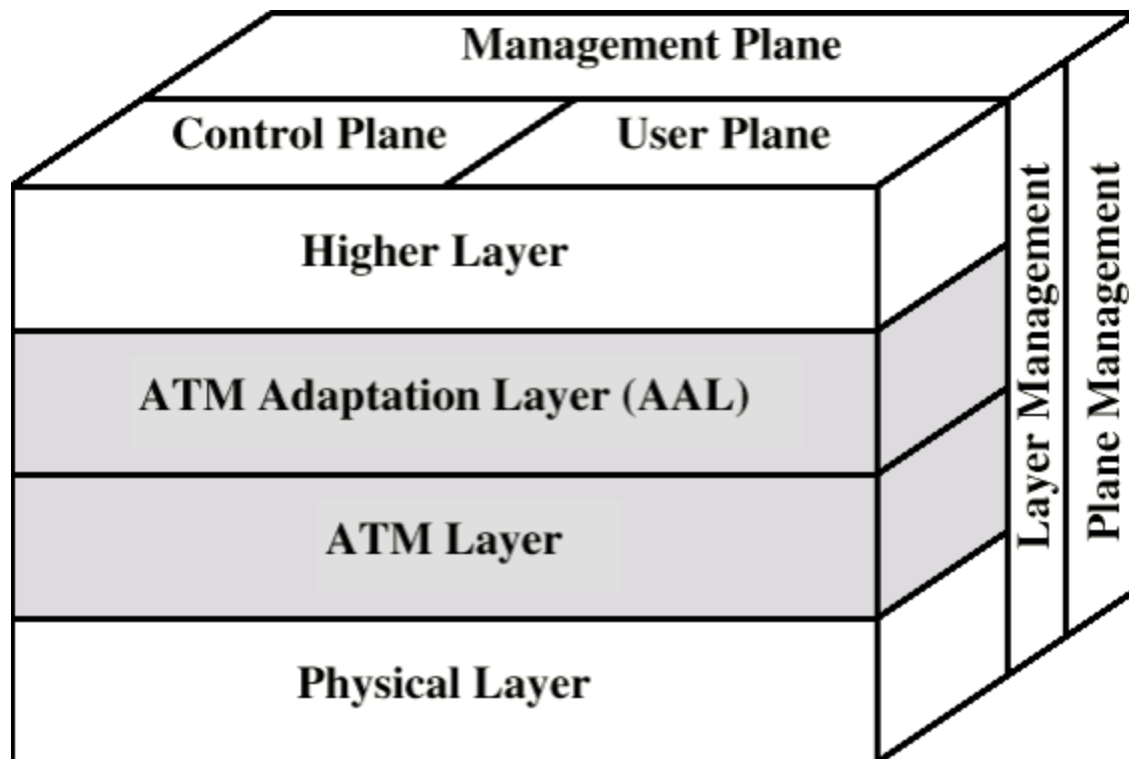 Management Plane
Control Plane
User Plane
Higher Layer
ATM Adaptation Layer (AAL)
ATM Layer
Physical Layer
Layer Management
Plane Management